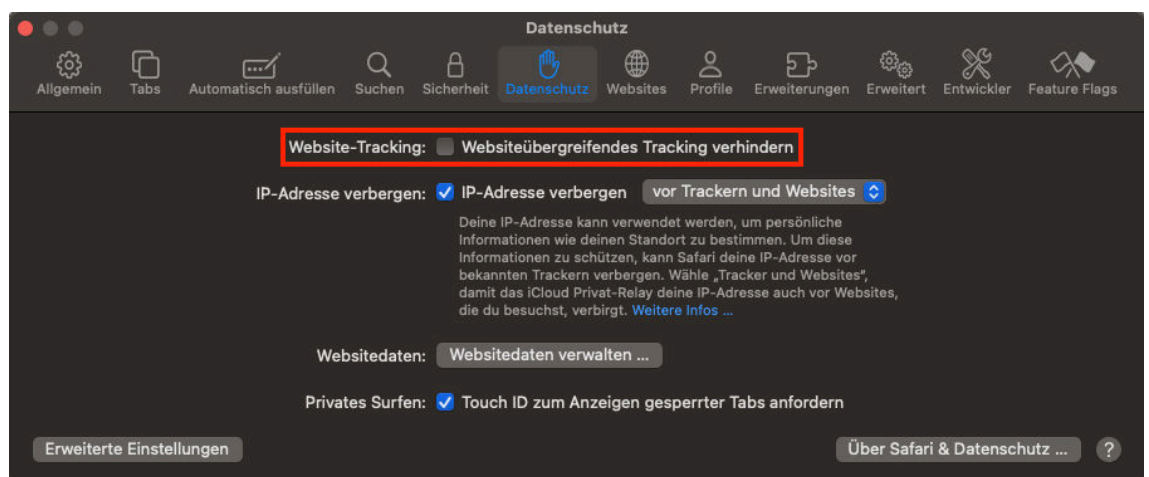 Datenschutz
Allgemein Tabs Automatisch ausfüllen Suchen Sicherheit Datenschutz Websites Profile Erweiterungen Erweitert Entwickler Feature Flags
Website-Tracking: Websiteübergreifendes Tracking verhindern
IP-Adresse verbergen: IP-Adresse verbergen vor Trackern und Websites
Deine IP-Adresse kann verwendet werden, um persönliche
Informationen wie deinen Standort zu bestimmen. Um diese
Informationen zu schützen, kann Safari deine IP-Adresse vor
bekannten Trackern verbergen. Wähle „Tracker und Websites“,
damit das iCloud Privat-Relay deine IP-Adresse auch vor Websites,
die du besuchst, verbirgt. Weitere Infos ...
Websitedaten: Websitedaten verwalten ...
Privates Surfen: Touch ID zum Anzeigen gesperrter Tabs anfordern
Erweiterte Einstellungen Über Safari & Datenschutz ... ?